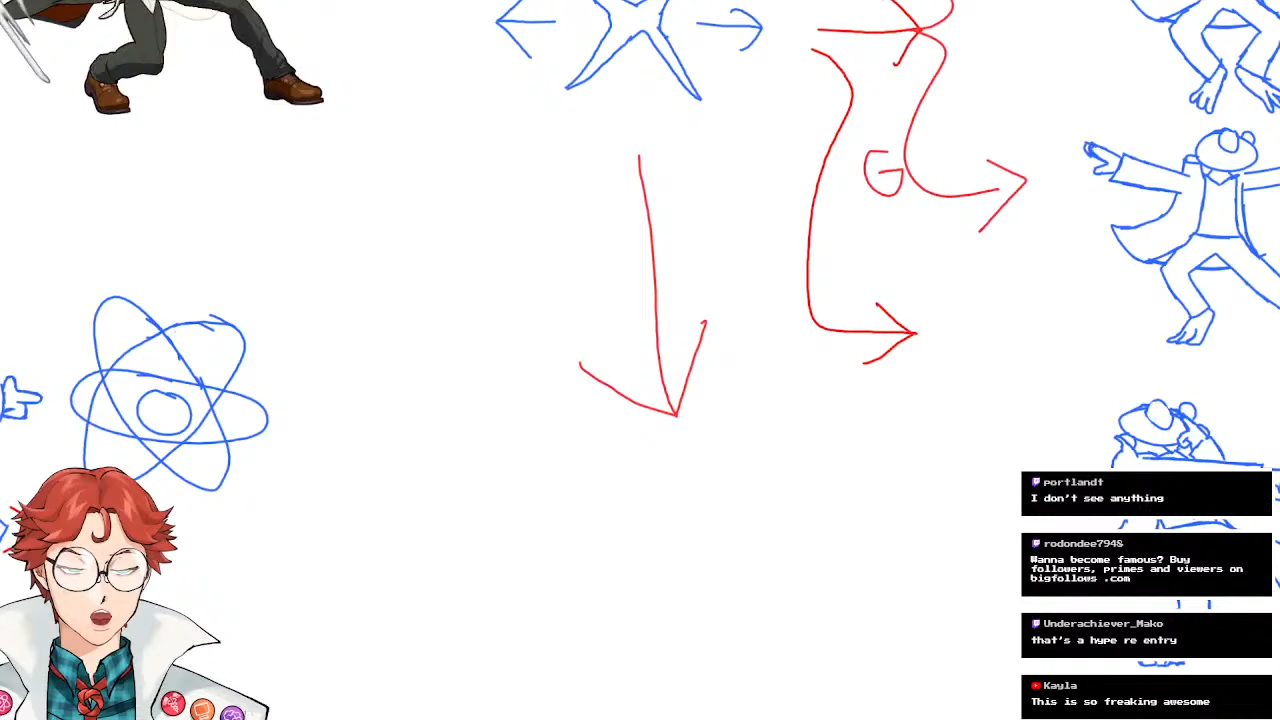 G
portlandt
I don't see anything
rodondee7948
Wanna become famous? Buy
followers, primes and viewers on
bigfollows .com
Underachiever_Mako
that's a hype re entry
Kayla
This is so freaking awesome